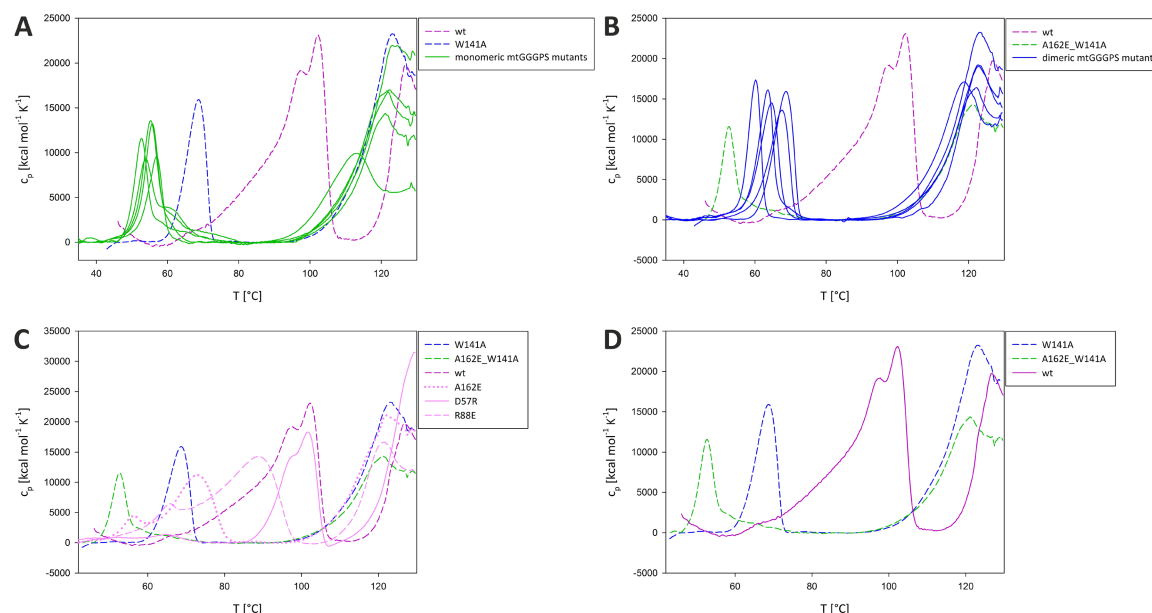 A
25000
20000
15000
10000
5000
0
cp [kcal mol-1 K-1]
40
60
80
100
120
T [°C]
wt
W141A
monomeric mtGGGPS mutants
B
25000
20000
15000
10000
5000
0
-5000
cp [kcal mol-1 K-1]
40
60
80
100
120
T [°C]
wt
A162E_W141A
dimeric mtGGGPS mutant
C
35000
30000
25000
20000
15000
10000
5000
0
-5000
cp [kcal mol-1 K-1]
60
80
100
120
T [°C]
W141A
A162E_W141A
wt
A162E
D57R
R88E
D
25000
20000
15000
10000
5000
0
-5000
cp [kcal mol-1 K-1]
60
80
100
120
T [°C]
W141A
A162E_W141A
wt